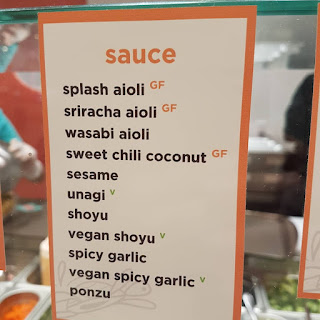 sauce
splash aioli GF
sriracha aioli GF
wasabi aioli
sweet chili coconut GF
sesame
unagi v
shoyu
vegan shoyu v
spicy garlic
vegan spicy garlic v
ponzu